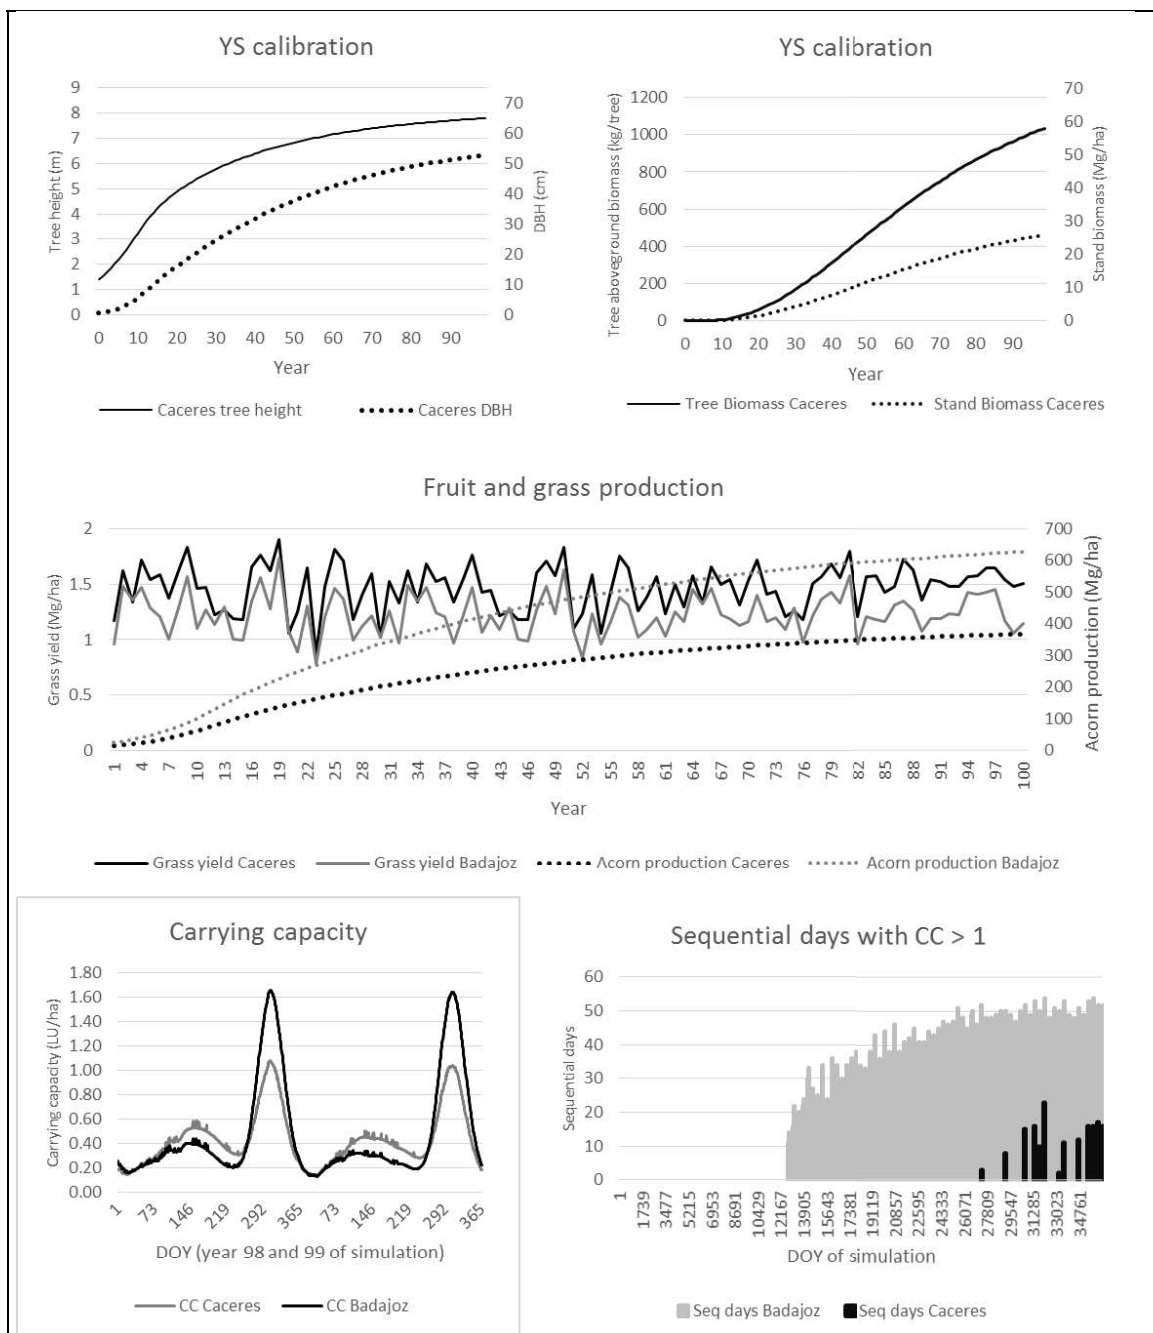 YS calibration
YS calibration
Tree height (m)
9
8
7
6
5
4
3
2
1
0
70
60
50
40
30
20
10
0
DBH (cm)
0 10 20 30 40 50 60 70 80 90
Year
Caceres tree height
Caceres DBH
Tree aboveground biomass (kg/tree)
1200
1000
800
600
400
200
0
70
60
50
40
30
20
10
0
Stand biomass (Mg/ha)
0 10 20 30 40 50 60 70 80 90
Year
Tree Biomass Caceres
Stand Biomass Caceres
Fruit and grass production
Grass yield (Mg/ha)
2
1.5
1
0.5
0
700
600
500
400
300
200
100
0
Acorn production (Mg/ha)
1 4 7 10 13 16 19 22 25 28 31 34 37 40 43 46 49 52 55 58 61 64 67 70 73 76 79 82 85 88 91 94 97 100
Year
Grass yield Caceres
Grass yield Badajoz
Acorn production Caceres
Acorn production Badajoz
Carrying capacity
Carrying capacity (LU/ha)
1.80
1.60
1.40
1.20
1.00
0.80
0.60
0.40
0.20
0.00
1 73 146 219 292 365 73 146 219 292 365
DOY (year 98 and 99 of simulation)
CC Caceres
CC Badajoz
Sequential days with CC > 1
Sequential days
60
50
40
30
20
10
0
1 1739 3477 5215 6953 8691 10429 12167 13905 15643 17381 19119 20857 22595 24333 26071 27809 29547 31285 33023 34761
DOY of simulation
Seq days Badajoz
Seq days Caceres